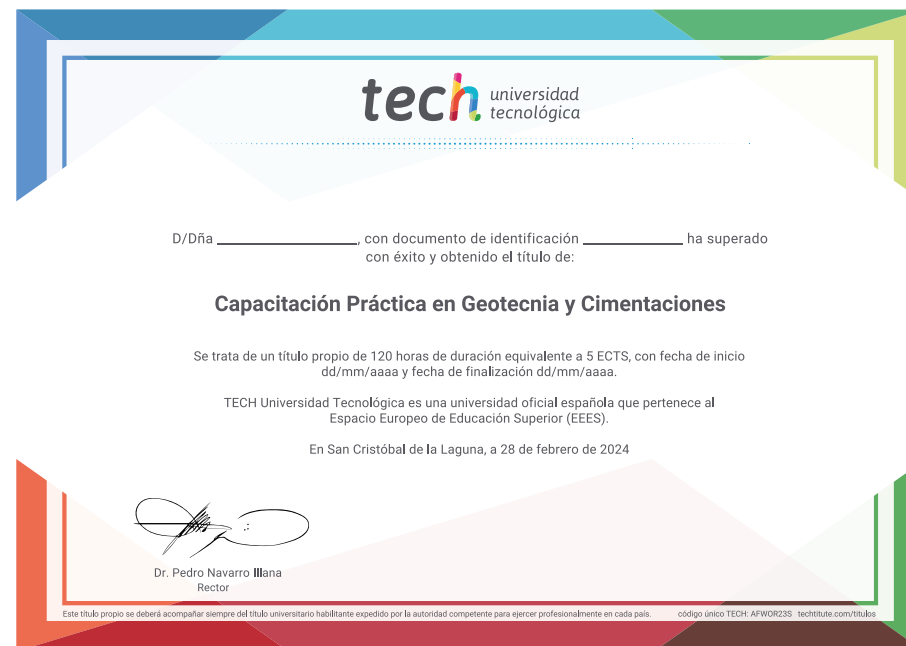 tech universidad
tecnológica
D/Dña ____________________, con documento de identificación ______________ ha superado
con éxito y obtenido el título de:
Capacitación Práctica en Geotecnia y Cimentaciones
Se trata de un título propio de 120 horas de duración equivalente a 5 ECTS, con fecha de inicio
dd/mm/aaaa y fecha de finalización dd/mm/aaaa.
TECH Universidad Tecnológica es una universidad oficial española que pertenece al
Espacio Europeo de Educación Superior (EEES).
En San Cristóbal de la Laguna, a 28 de febrero de 2024
Dr. Pedro Navarro Illana
Rector
Este título propio se deberá acompañar siempre del título universitario habilitante expedido por la autoridad competente para ejercer profesionalmente en cada país. código único TECH: AFWOR23S techtitute.com/titulos